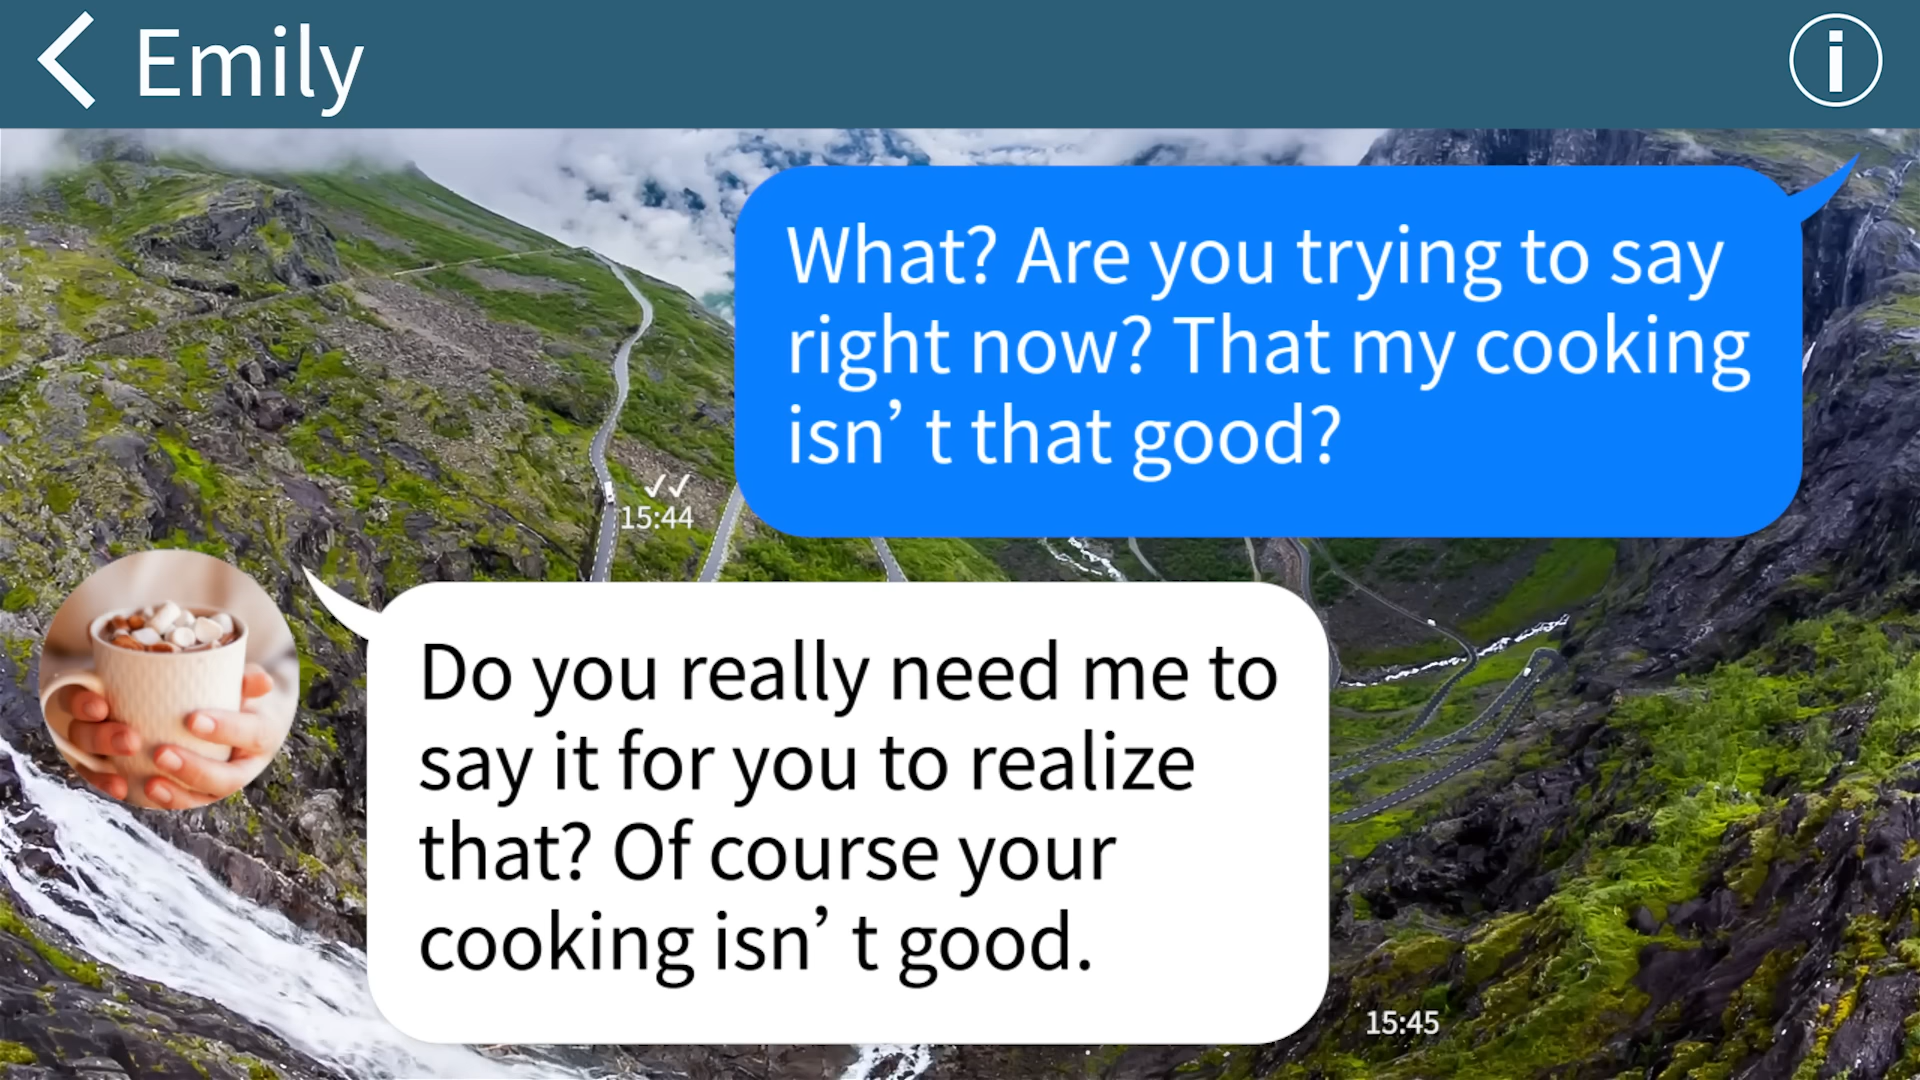 Emily
What? Are you trying to say
right now? That my cooking
isn’ t that good?
15:44
Do you really need me to
say it for you to realize
that? Of course your
cooking isn’ t good.
15:45